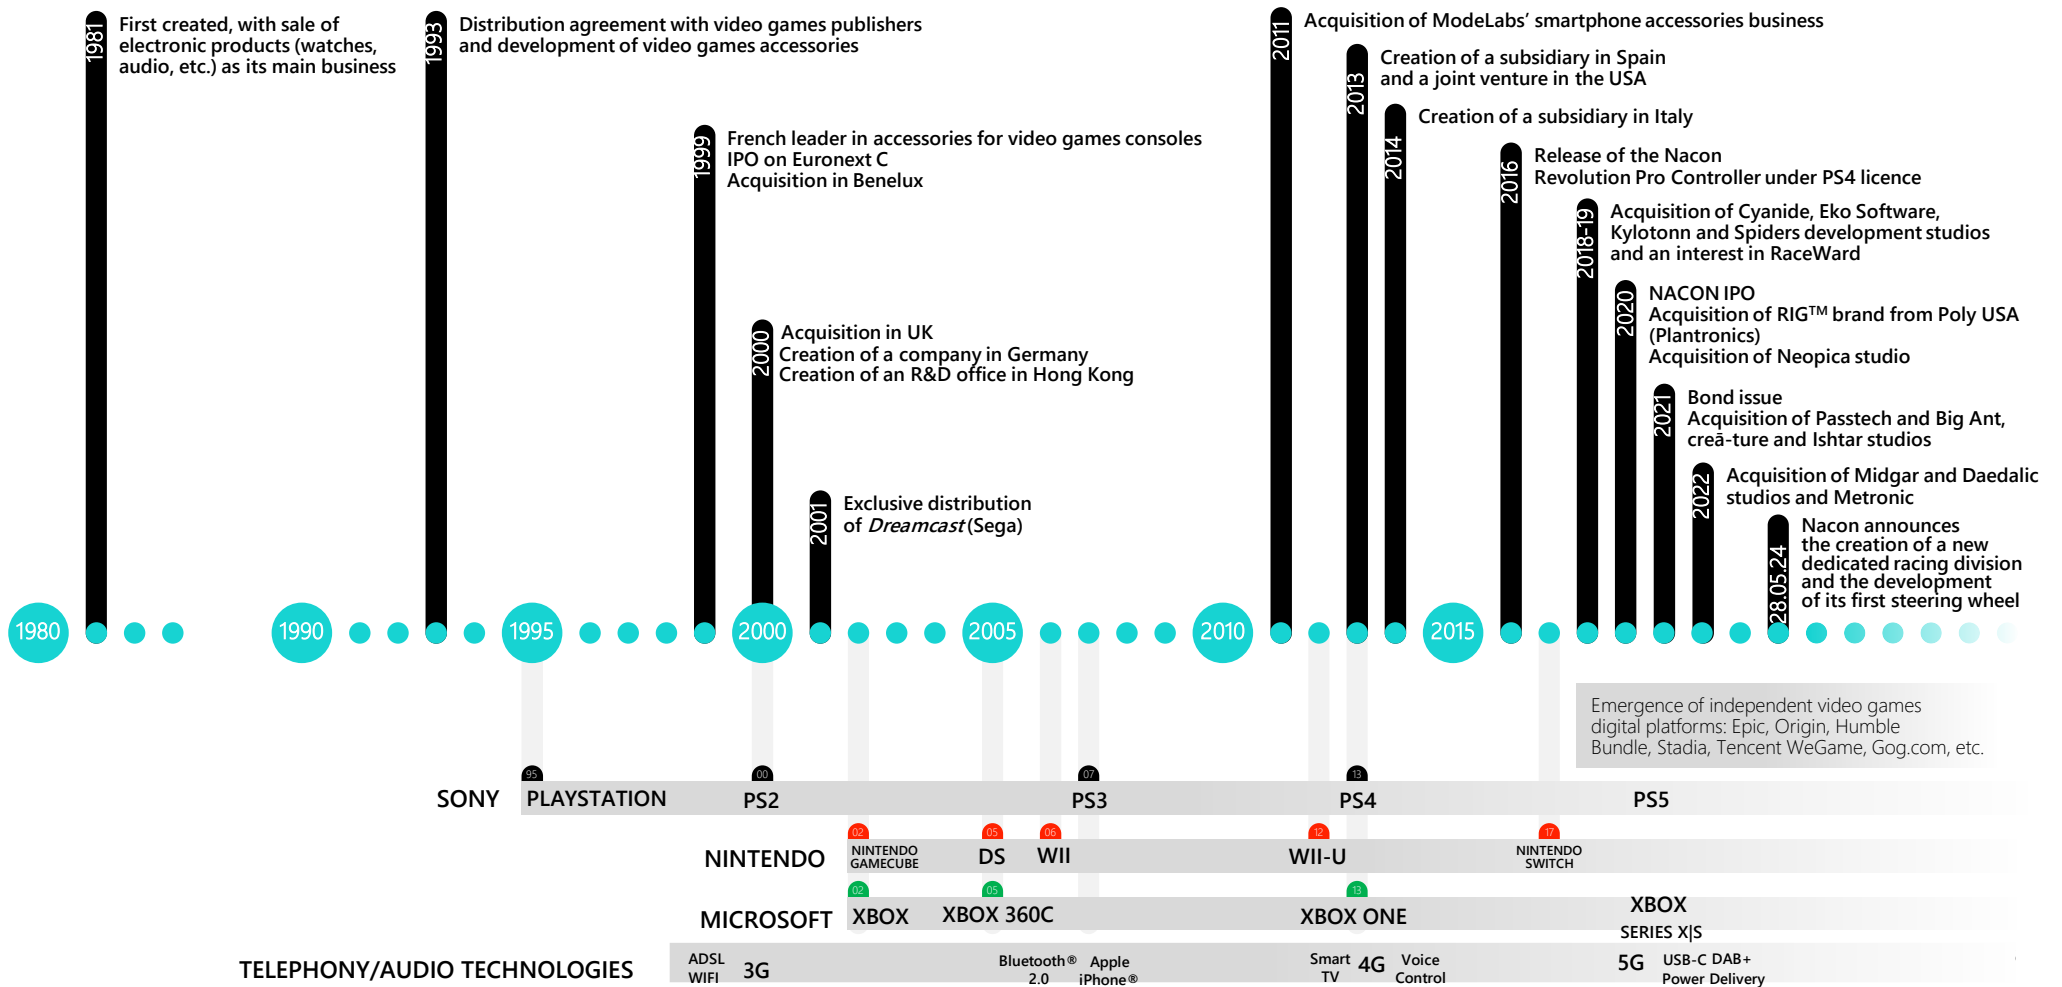 1981
First created, with sale of
electronic products (watches,
audio, etc.) as its main business
1993
Distribution agreement with video games publishers
and development of video games accessories
1999
French leader in accessories for video games consoles
IPO on Euronext C
Acquisition in Benelux
2000
Acquisition in UK
Creation of a company in Germany
Creation of an R&D office in Hong Kong
2001
Exclusive distribution
of Dreamcast (Sega)
2011
Acquisition of ModeLabs’ smartphone accessories business
2013
Creation of a subsidiary in Spain
and a joint venture in the USA
2014
Creation of a subsidiary in Italy
2016
Release of the Nacon
Revolution Pro Controller under PS4 licence
2018-19
Acquisition of Cyanide, Eko Software,
Kylotonn and Spiders development studios
and an interest in RaceWard
2020
NACON IPO
Acquisition of RIG™ brand from Poly USA
(Plantronics)
Acquisition of Neopica studio
2021
Bond issue
Acquisition of Passtech and Big Ant,
creā-ture and Ishtar studios
2022
Acquisition of Midgar and Daedalic
studios and Metronic
28.05.24
Nacon announces
the creation of a new
dedicated racing division
and the development
of its first steering wheel
1980
1990
1995
2000
2005
2010
2015
Emergence of independent video games
digital platforms: Epic, Origin, Humble
Bundle, Stadia, Tencent WeGame, Gog.com, etc.
95
00
07
13
SONY
PLAYSTATION
PS2
PS3
PS4
PS5
02
05
06
12
17
NINTENDO
NINTENDO
GAMECUBE
DS
WII
WII-U
NINTENDO
SWITCH
02
05
13
MICROSOFT
XBOX
XBOX 360C
XBOX ONE
XBOX
SERIES X|S
TELEPHONY/AUDIO TECHNOLOGIES
ADSL
WIFI
3G
Bluetooth®
2.0
Apple
iPhone®
Smart
TV
4G
Voice
Control
5G
USB-C DAB+
Power Delivery